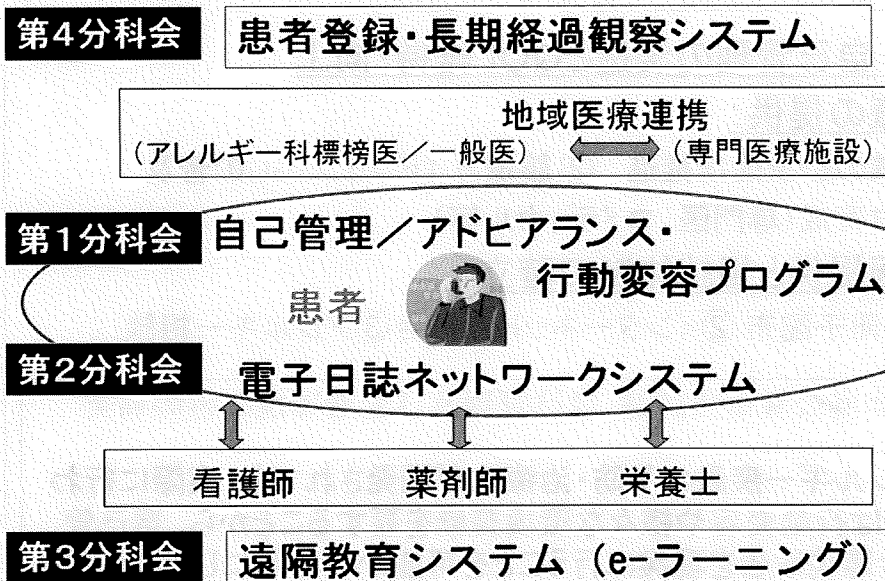 第4分科会 患者登録・長期経過観察システム
地域医療連携
(アレルギー科標榜医／一般医) (専門医療施設)
第1分科会 自己管理／アドヒアランス・
行動変容プログラム
患者
第2分科会 電子日誌ネットワークシステム
看護師 薬剤師 栄養士
第3分科会 遠隔教育システム (e-ラーニング)